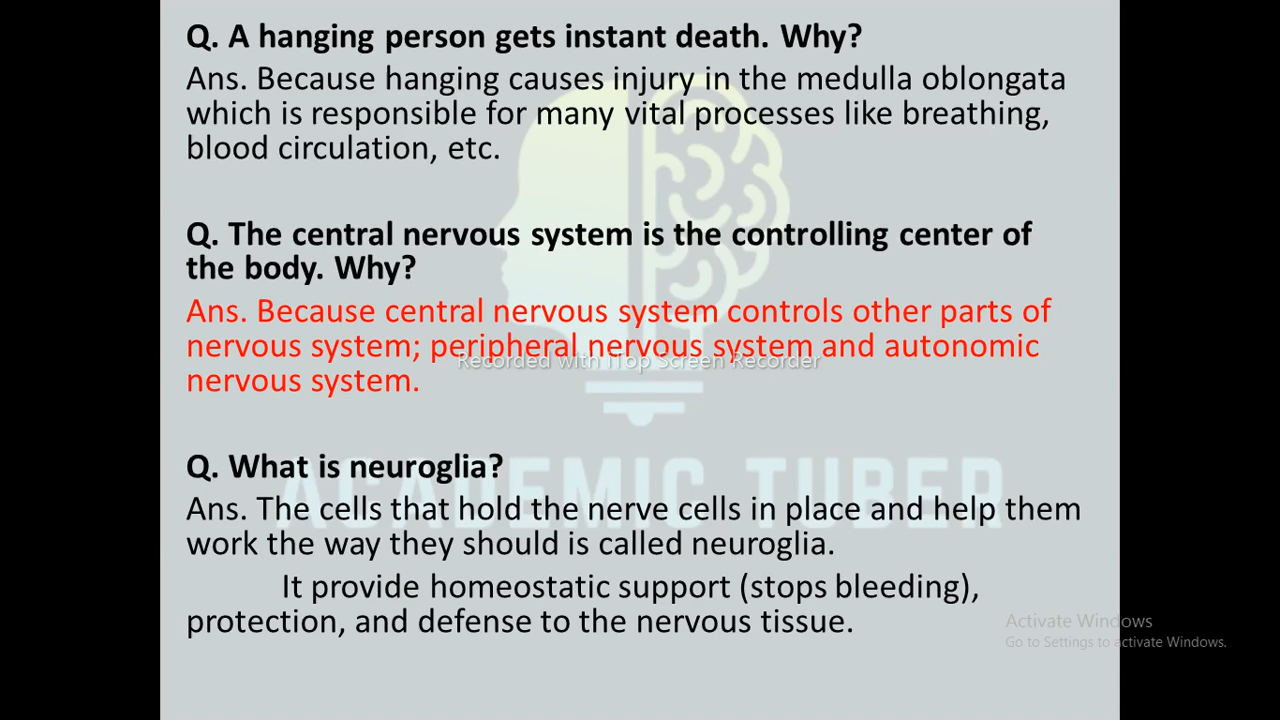 Q. A hanging person gets instant death. Why?
Ans. Because hanging causes injury in the medulla oblongata
which is responsible for many vital processes like breathing,
blood circulation, etc.
Q. The central nervous system is the controlling center of
the body. Why?
Ans. Because central nervous system controls other parts of
nervous system; peripheral nervous system and autonomic
Recorded with iTop Screen Recorder
nervous system.
Q. What is neuroglia?
ACADEMIC TUBER
Ans. The cells that hold the nerve cells in place and help them
work the way they should is called neuroglia.
It provide homeostatic support (stops bleeding),
protection, and defense to the nervous tissue.
Activate Windows
Go to Settings to activate Windows.